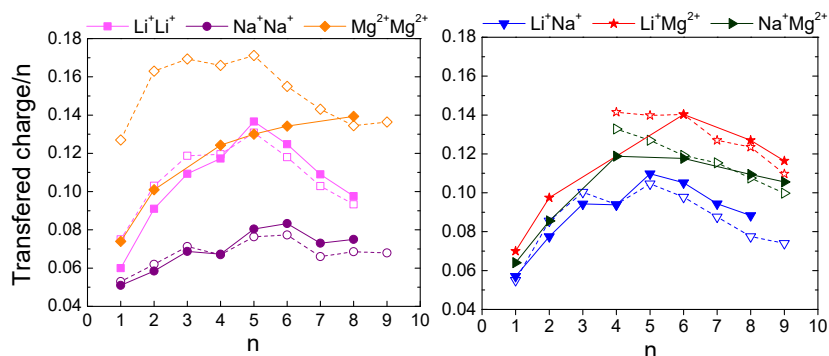 Li⁺Li⁺ Na⁺Na⁺ Mg²⁺Mg²⁺
Transfered charge/n
0.18
0.16
0.14
0.12
0.10
0.08
0.06
0.04
0 1 2 3 4 5 6 7 8 9 10
n
Li⁺Na⁺ Li⁺Mg²⁺ Na⁺Mg²⁺
0.18
0.16
0.14
0.12
0.10
0.08
0.06
0.04
0 1 2 3 4 5 6 7 8 9 10
n